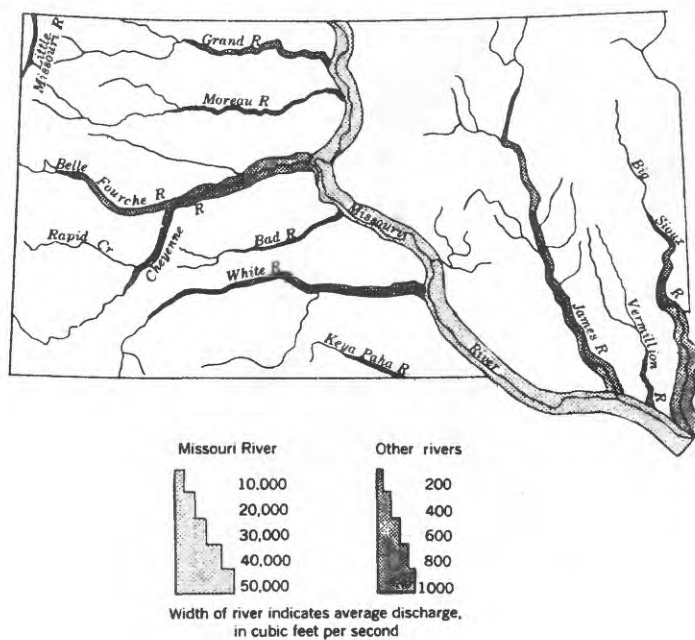 Little
Missouri R
Grand R
Moreau R
Belle
Fourche R
R
Cheyenne
Rapid Cr
Bad R
White R
Keya Paha R
Missouri
River
James R
Vermillion
R
Big
Sioux
R
Missouri River
10,000
20,000
30,000
40,000
50,000
Other rivers
200
400
600
800
1000
Width of river indicates average discharge,
in cubic feet per second